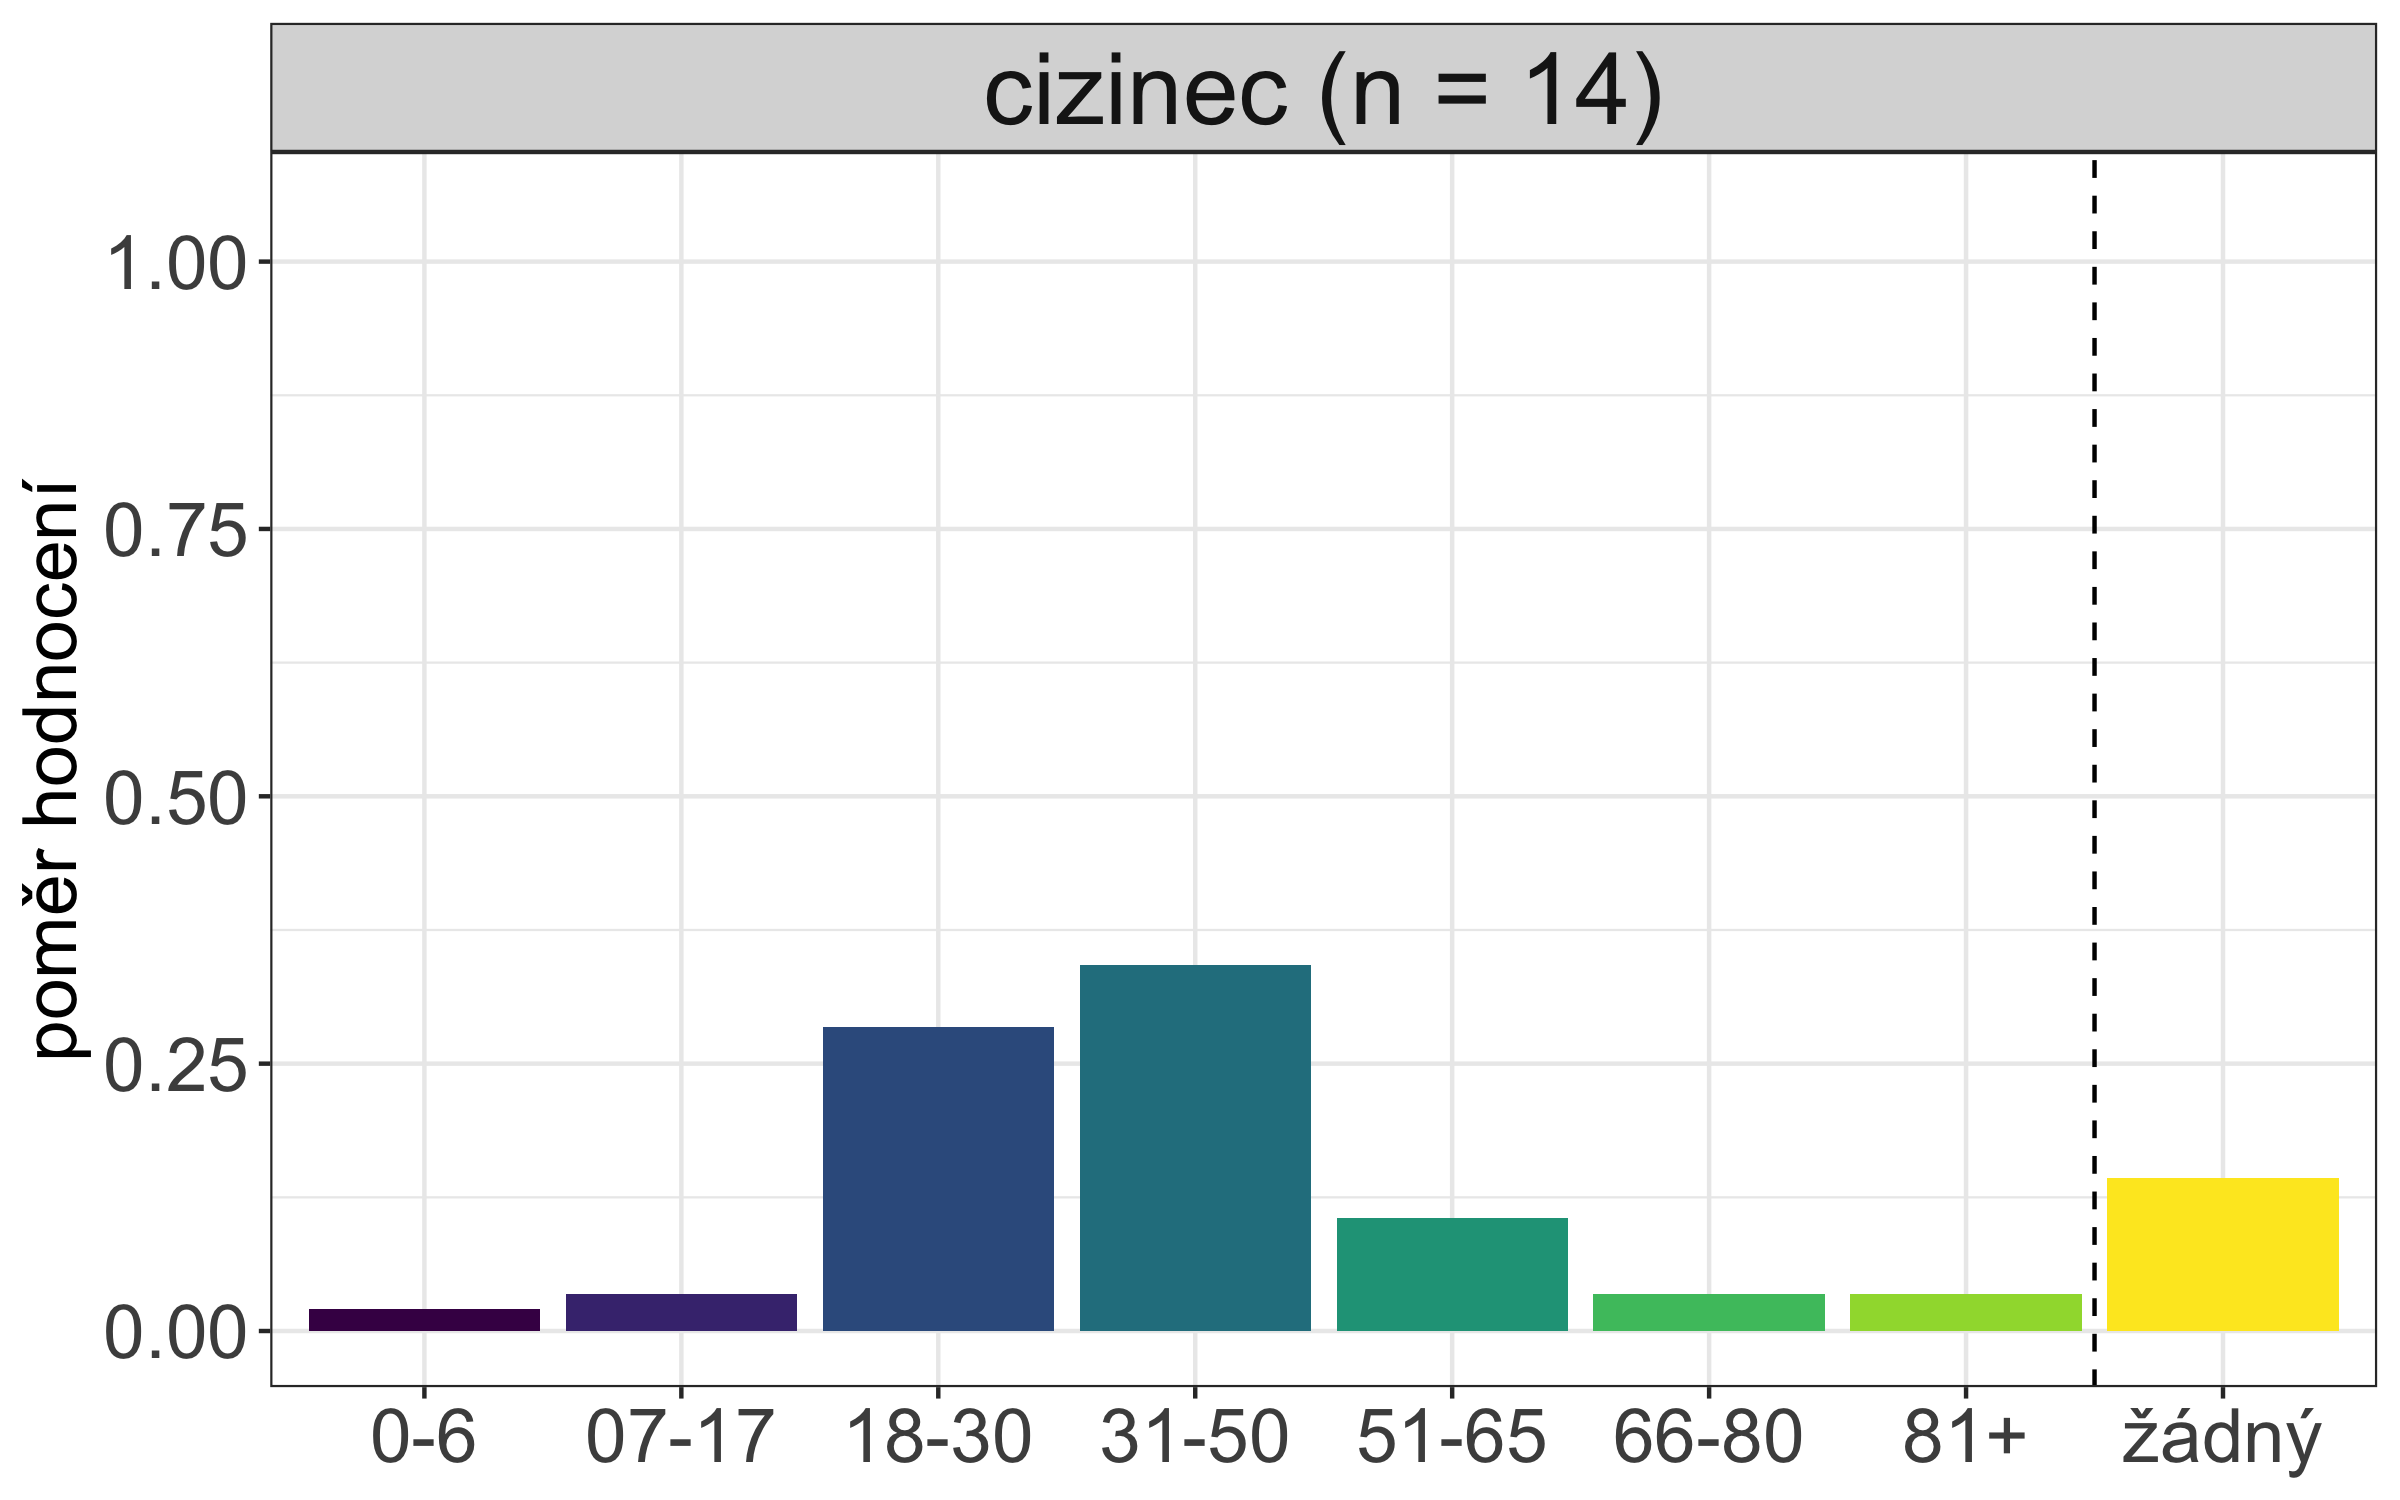 cizinec (n = 14)
poměr hodnocení
1.00
0.75
0.50
0.25
0.00
0-6 07-17 18-30 31-50 51-65 66-80 81+ žádný